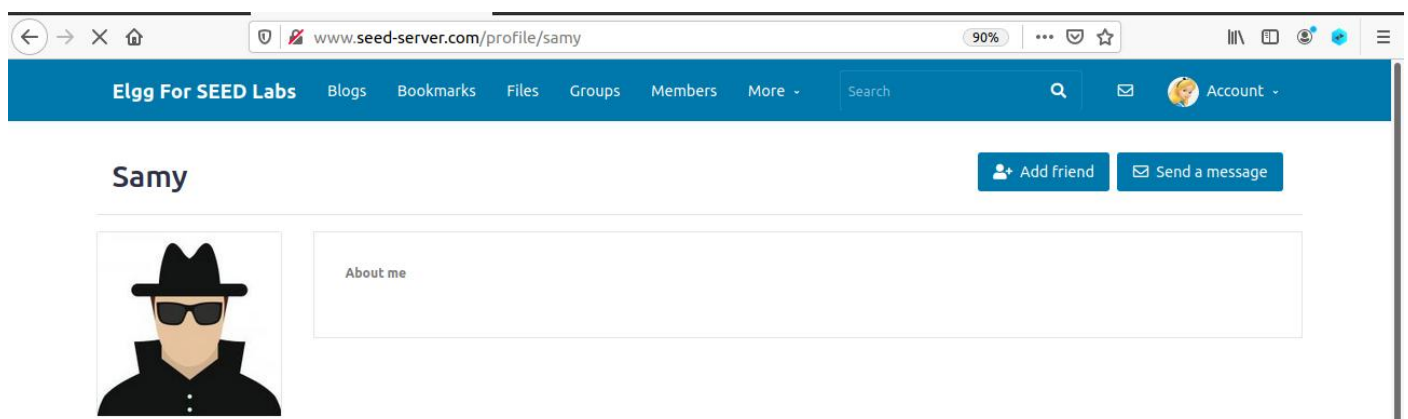 www.seed-server.com/profile/samy 90%
Elgg For SEED Labs Blogs Bookmarks Files Groups Members More Search Account
Samy Add friend Send a message
About me